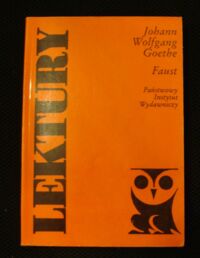 LEKTURY
Johann
Wolfgang
Goethe
Faust
Państwowy
Instytut
Wydawniczy